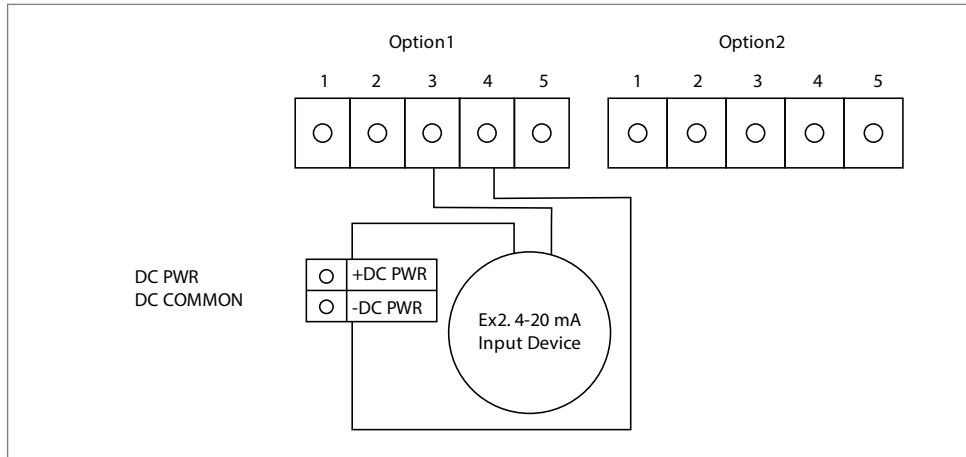 Option1 Option2
1 2 3 4 5 1 2 3 4 5
DC PWR
DC COMMON
+DC PWR
-DC PWR
Ex2. 4-20 mA
Input Device